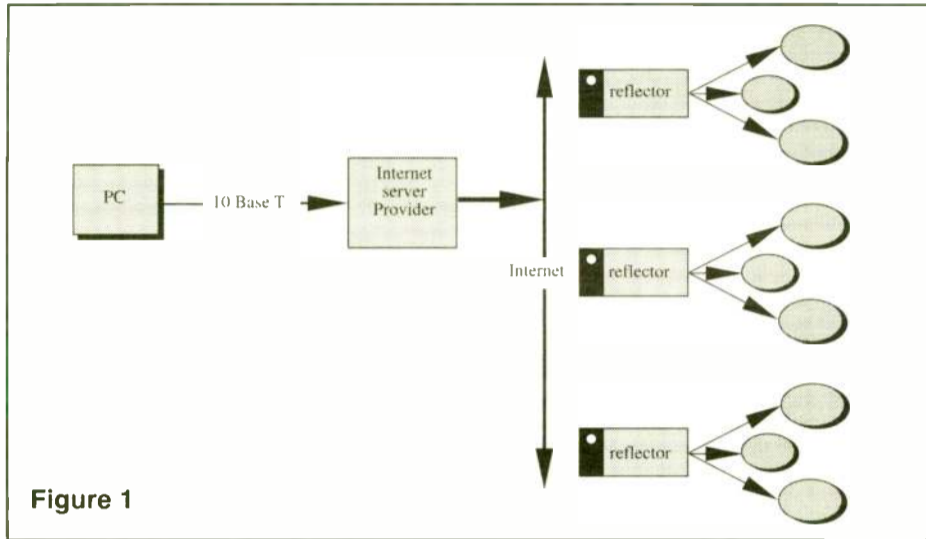 PC
10 Base T
Internet
server
Provider
Internet
reflector
reflector
reflector
Figure 1